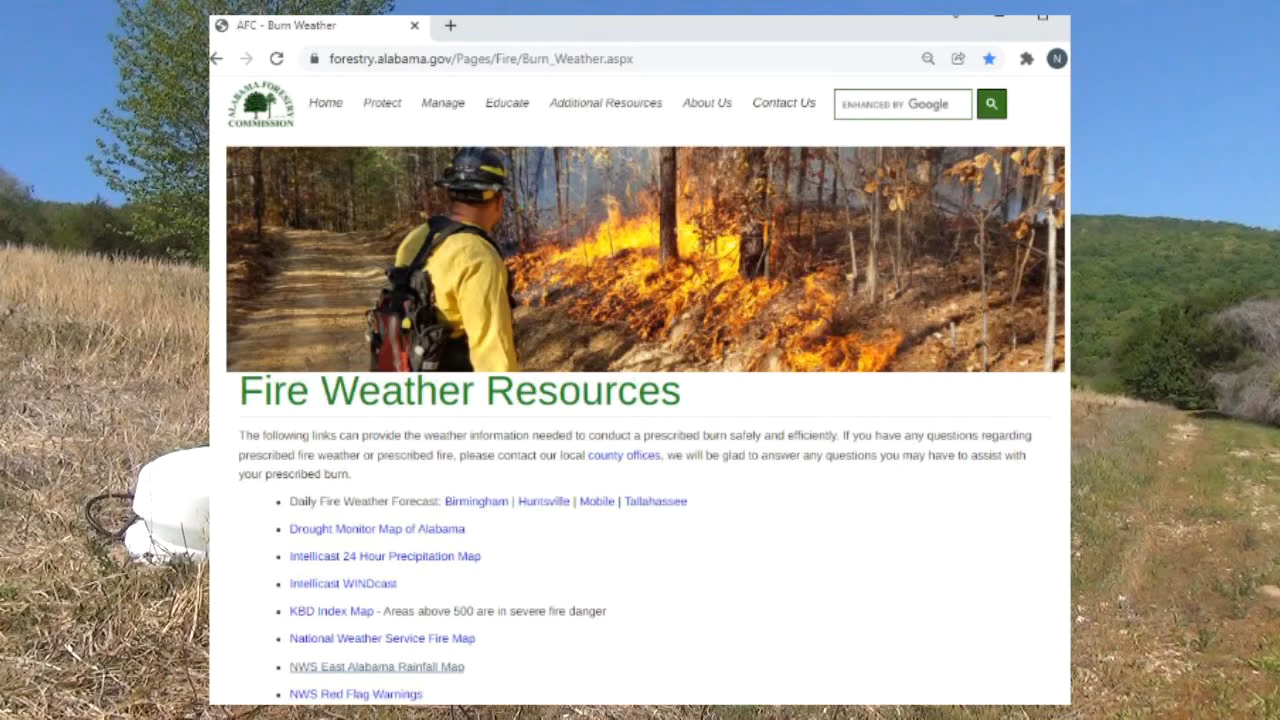 AFC - Burn Weather
forestry.alabama.gov/Pages/Fire/Burn_Weather.aspx
N
ALABAMA FORESTRY
COMMISSION
Home Protect Manage Educate Additional Resources About Us Contact Us
ENHANCED BY Google
Fire Weather Resources
The following links can provide the weather information needed to conduct a prescribed burn safely and efficiently. If you have any questions regarding
prescribed fire weather or prescribed fire, please contact our local county offices, we will be glad to answer any questions you may have to assist with
your prescribed burn.
Daily Fire Weather Forecast: Birmingham | Huntsville | Mobile | Tallahassee
Drought Monitor Map of Alabama
Intellicast 24 Hour Precipitation Map
Intellicast WINDcast
KBD Index Map - Areas above 500 are in severe fire danger
National Weather Service Fire Map
NWS East Alabama Rainfall Map
NWS Red Flag Warnings